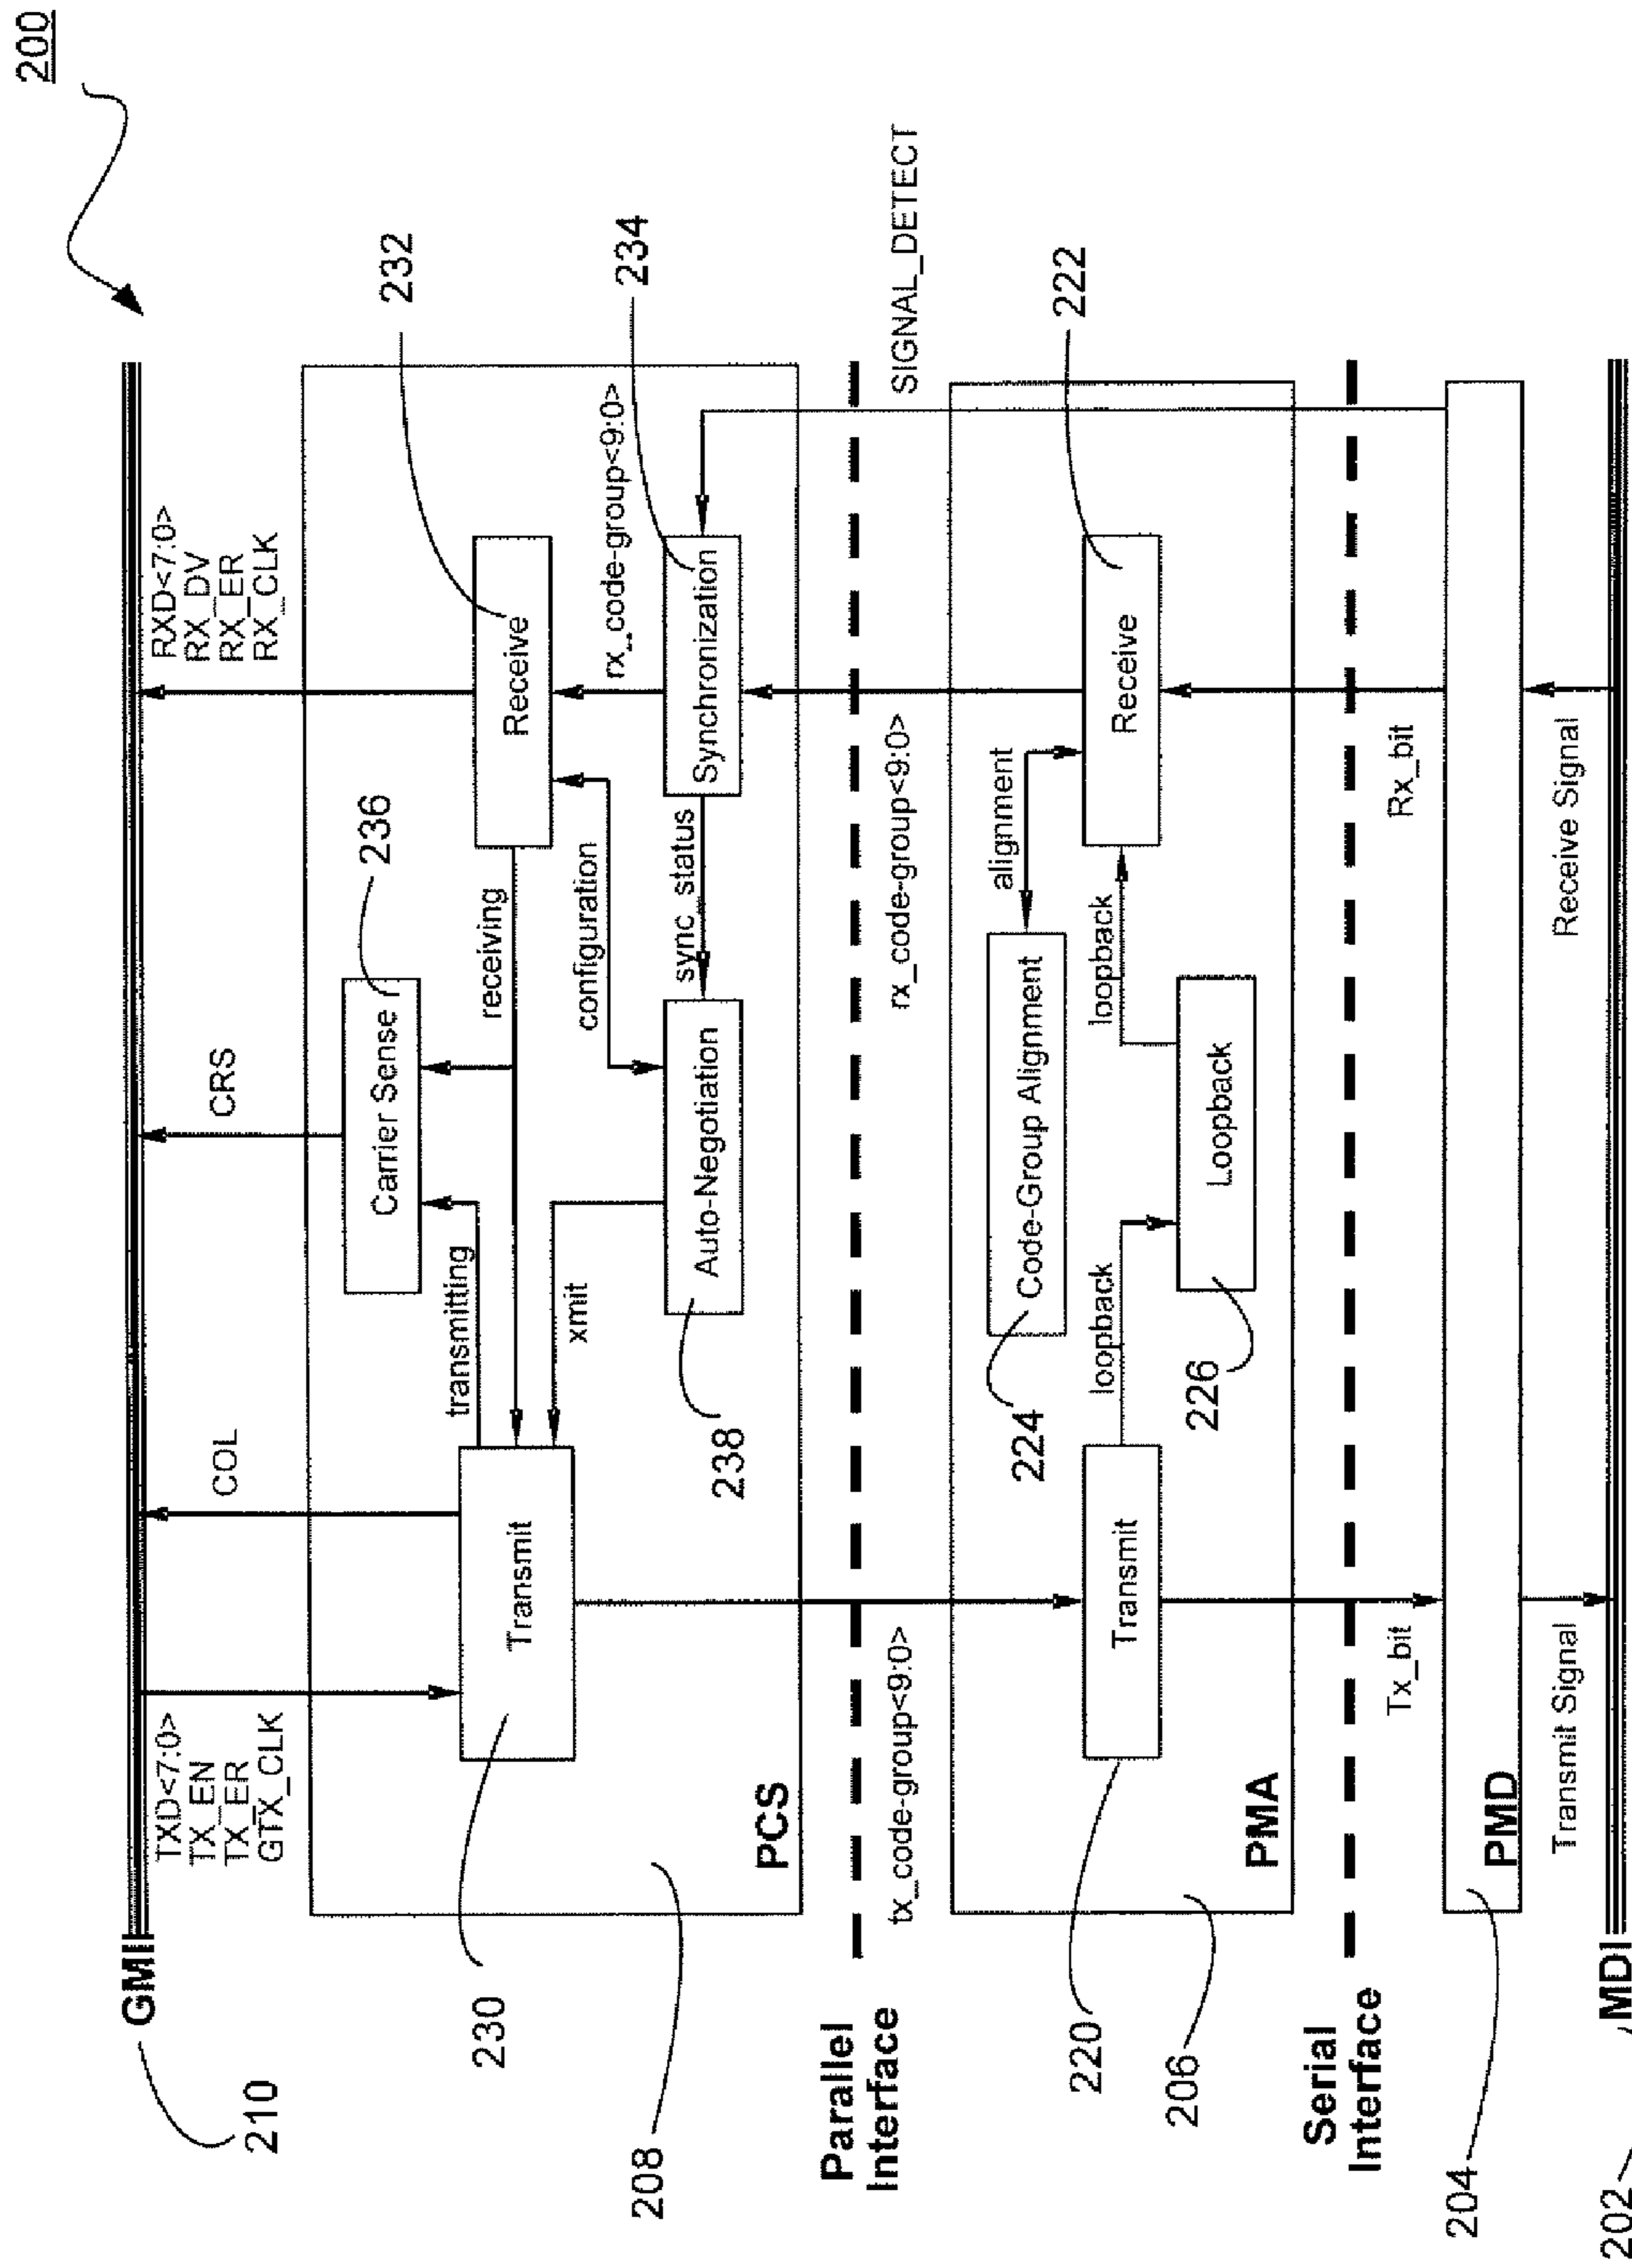 200
GMII
210
TXD<7:0>
TX_EN
TX_ER
GTX_CLK
COL
CRS
RXD<7:0>
RX_DV
RX_ER
RX_CLK
Carrier Sense
236
transmitting
receiving
Transmit
230
Receive
232
configuration
xmit
rx_code-group<9:0>
Auto-Negotiation
238
sync_status
Synchronization
234
PCS
208
Parallel
Interface
tx_code-group<9:0>
rx_code-group<9:0>
SIGNAL_DETECT
Code-Group Alignment
224
alignment
Transmit
220
loopback
loopback
Receive
222
Loopback
226
PMA
206
Serial
Interface
Tx_bit
Rx_bit
PMD
204
Transmit Signal
Receive Signal
MDI
202